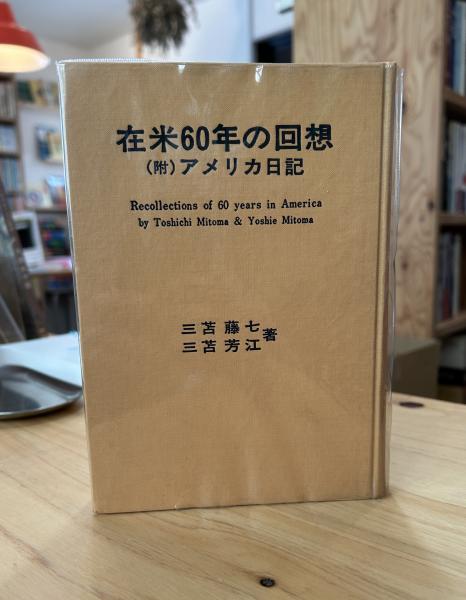 在米60年の回想
(附)アメリカ日記
Recollections of 60 years in America
by Toshichi Mitoma & Yoshie Mitoma
三苫 藤七
三苫 芳江 著